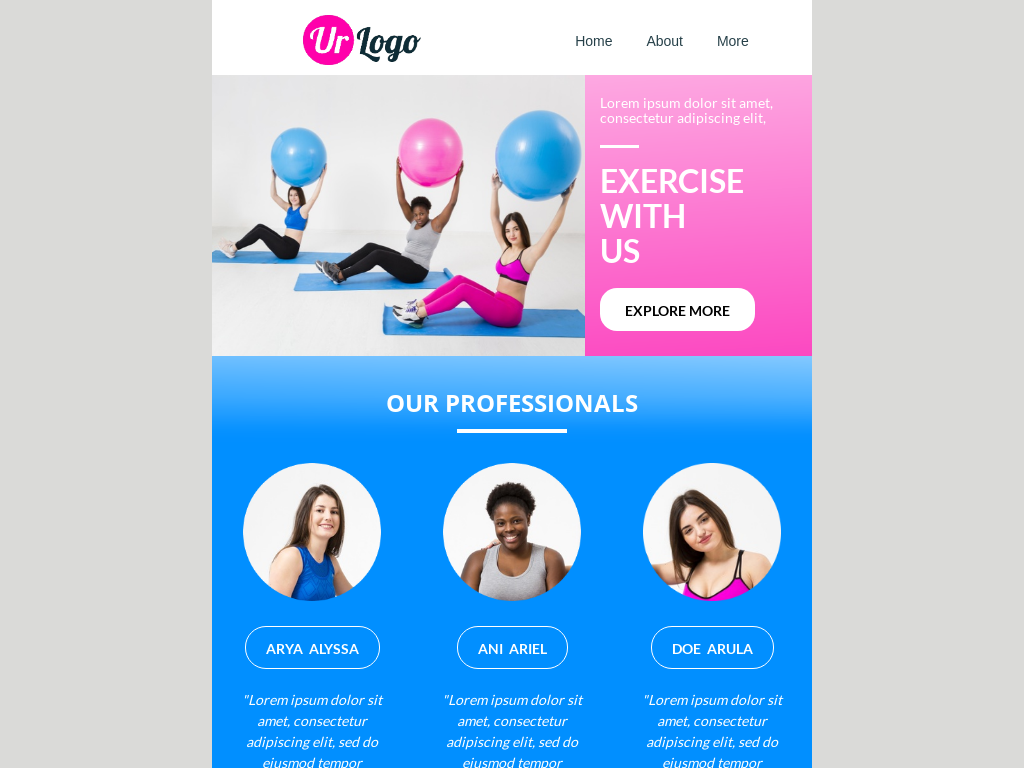 Ur Logo
Home About More
Lorem ipsum dolor sit amet,
consectetur adipiscing elit,
EXERCISE
WITH
US
EXPLORE MORE
OUR PROFESSIONALS
ARYA ALYSSA
ANI ARIEL
DOE ARULA
"Lorem ipsum dolor sit
amet, consectetur
adipiscing elit, sed do
eiusmod tempor
"Lorem ipsum dolor sit
amet, consectetur
adipiscing elit, sed do
eiusmod tempor
"Lorem ipsum dolor sit
amet, consectetur
adipiscing elit, sed do
eiusmod tempor